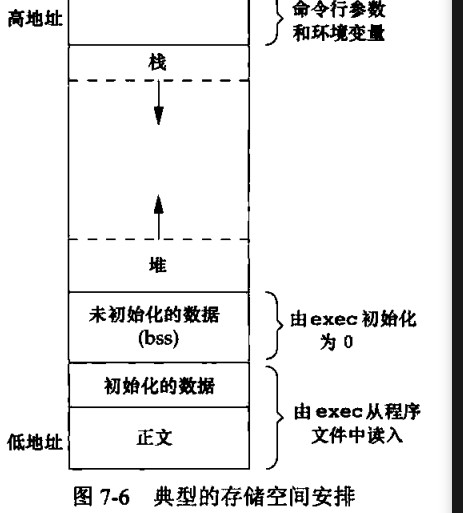 高地址
命令行参数
和环境变量
栈
堆
未初始化的数据
(bss)
由exec初始化
为 0
初始化的数据
由 exec从程序
文件中读入
正文
低地址
图 7-6 典型的存储空间安排